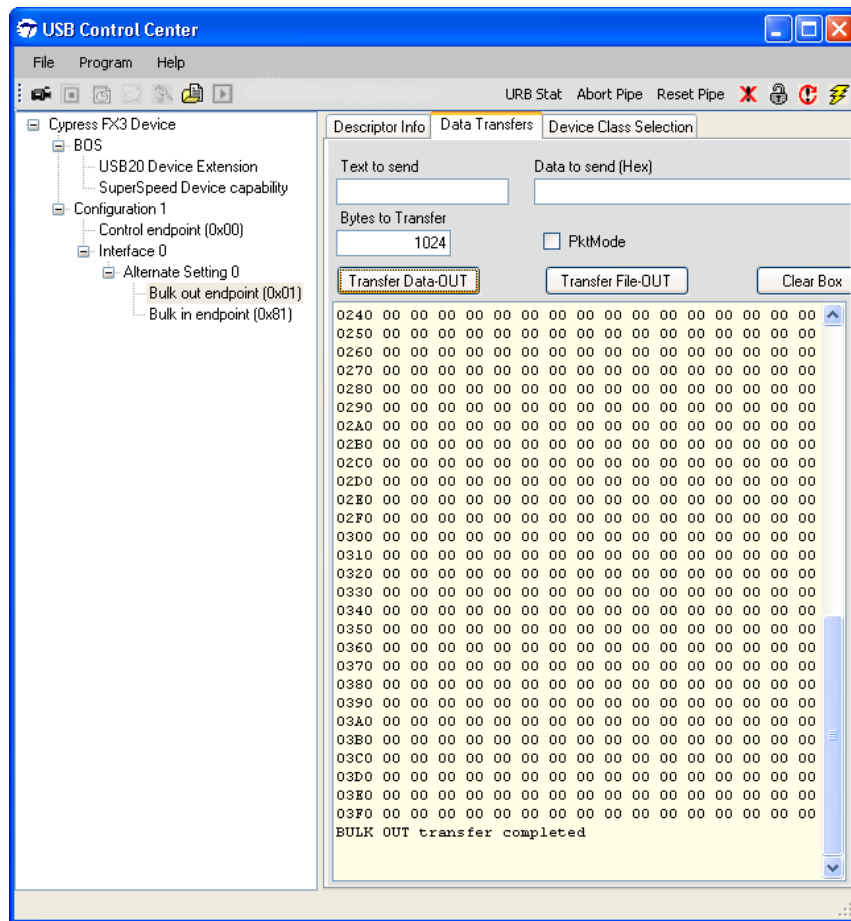 USB Control Center
File Program Help
URB Stat Abort Pipe Reset Pipe
Cypress FX3 Device
BOS
USB20 Device Extension
SuperSpeed Device capability
Configuration 1
Control endpoint (0x00)
Interface 0
Alternate Setting 0
Bulk out endpoint (0x01)
Bulk in endpoint (0x81)
Descriptor Info Data Transfers Device Class Selection
Text to send Data to send (Hex)
Bytes to Transfer
1024 PktMode
Transfer Data-OUT Transfer File-OUT Clear Box
0240 00 00 00 00 00 00 00 00 00 00 00 00 00 00 00 00
0250 00 00 00 00 00 00 00 00 00 00 00 00 00 00 00 00
0260 00 00 00 00 00 00 00 00 00 00 00 00 00 00 00 00
0270 00 00 00 00 00 00 00 00 00 00 00 00 00 00 00 00
0280 00 00 00 00 00 00 00 00 00 00 00 00 00 00 00 00
0290 00 00 00 00 00 00 00 00 00 00 00 00 00 00 00 00
02A0 00 00 00 00 00 00 00 00 00 00 00 00 00 00 00 00
02B0 00 00 00 00 00 00 00 00 00 00 00 00 00 00 00 00
02C0 00 00 00 00 00 00 00 00 00 00 00 00 00 00 00 00
02D0 00 00 00 00 00 00 00 00 00 00 00 00 00 00 00 00
02E0 00 00 00 00 00 00 00 00 00 00 00 00 00 00 00 00
02F0 00 00 00 00 00 00 00 00 00 00 00 00 00 00 00 00
0300 00 00 00 00 00 00 00 00 00 00 00 00 00 00 00 00
0310 00 00 00 00 00 00 00 00 00 00 00 00 00 00 00 00
0320 00 00 00 00 00 00 00 00 00 00 00 00 00 00 00 00
0330 00 00 00 00 00 00 00 00 00 00 00 00 00 00 00 00
0340 00 00 00 00 00 00 00 00 00 00 00 00 00 00 00 00
0350 00 00 00 00 00 00 00 00 00 00 00 00 00 00 00 00
0360 00 00 00 00 00 00 00 00 00 00 00 00 00 00 00 00
0370 00 00 00 00 00 00 00 00 00 00 00 00 00 00 00 00
0380 00 00 00 00 00 00 00 00 00 00 00 00 00 00 00 00
0390 00 00 00 00 00 00 00 00 00 00 00 00 00 00 00 00
03A0 00 00 00 00 00 00 00 00 00 00 00 00 00 00 00 00
03B0 00 00 00 00 00 00 00 00 00 00 00 00 00 00 00 00
03C0 00 00 00 00 00 00 00 00 00 00 00 00 00 00 00 00
03D0 00 00 00 00 00 00 00 00 00 00 00 00 00 00 00 00
03E0 00 00 00 00 00 00 00 00 00 00 00 00 00 00 00 00
03F0 00 00 00 00 00 00 00 00 00 00 00 00 00 00 00 00
BULK OUT transfer completed